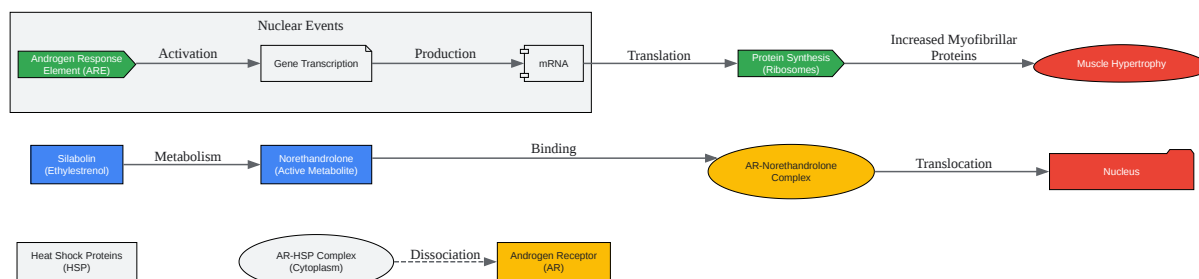 Nuclear Events
Androgen Response
Element (ARE)
Activation
Gene Transcription
Production
mRNA
Translation
Protein Synthesis
(Ribosomes)
Increased Myofibrillar
Proteins
Muscle Hypertrophy
Silabolin
(Ethylestrenol)
Metabolism
Norethandrolone
(Active Metabolite)
Binding
AR-Norethandrolone
Complex
Translocation
Nucleus
Heat Shock Proteins
(HSP)
AR-HSP Complex
(Cytoplasm)
Dissociation
Androgen Receptor
(AR)